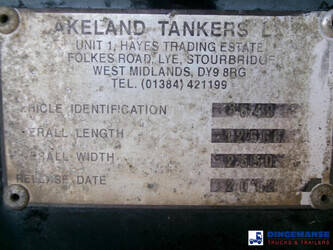 AKELAND TANKERS L
UNIT 1, HAYES TRADING ESTATE
FOLKES ROAD, LYE, STOURBRIDGE
WEST MIDLANDS, DY9 8RG
TEL. (01384) 421199
HICLE IDENTIFICATION
ERALL LENGTH
ERALL WIDTH
RELEASE DATE
DINGEMANSE
TRUCKS & TRAILERS